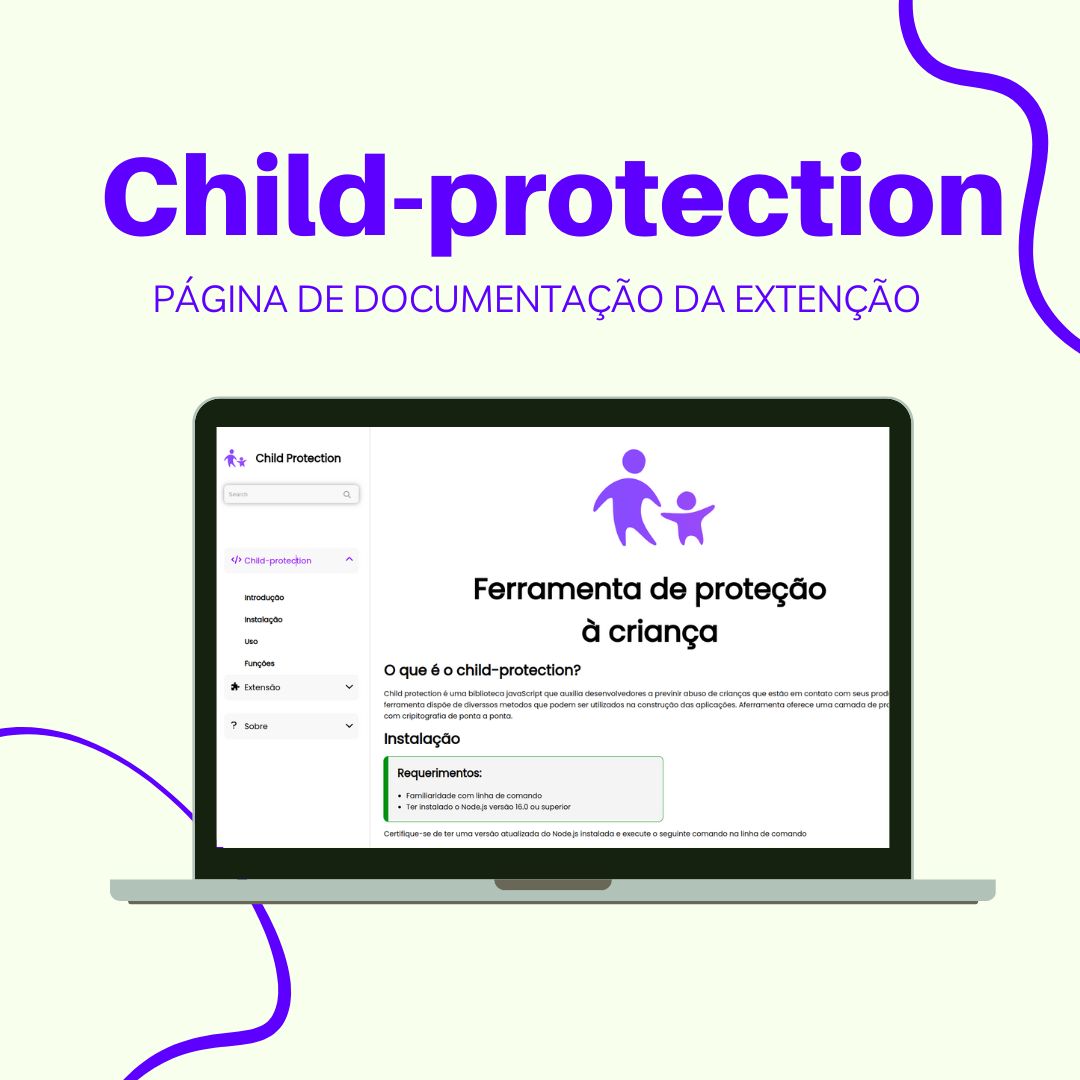 Child-protection
PÁGINA DE DOCUMENTAÇÃO DA EXTENÇÃO
Child Protection
Search
</> Child-protection
Introdução
Instalação
Uso
Funções
Extensão
? Sobre
Ferramenta de proteção
à criança
O que é o child-protection?
Child protection é uma biblioteca javaScript que auxilia desenvolvedores a previnir abuso de crianças que estão em contato com seus prod
ferramenta dispõe de diverssos metodos que podem ser utilizados na construção das aplicações. Aferramenta oferece uma camada de pro
com cripitografia de ponta a ponta.
Instalação
Requerimentos:
• Familiaridade com linha de comando
• Ter instalado o Node.js versão 16.0 ou superior
Certifique-se de ter uma versão atualizada do Node.js instalada e execute o seguinte comando na linha de comando